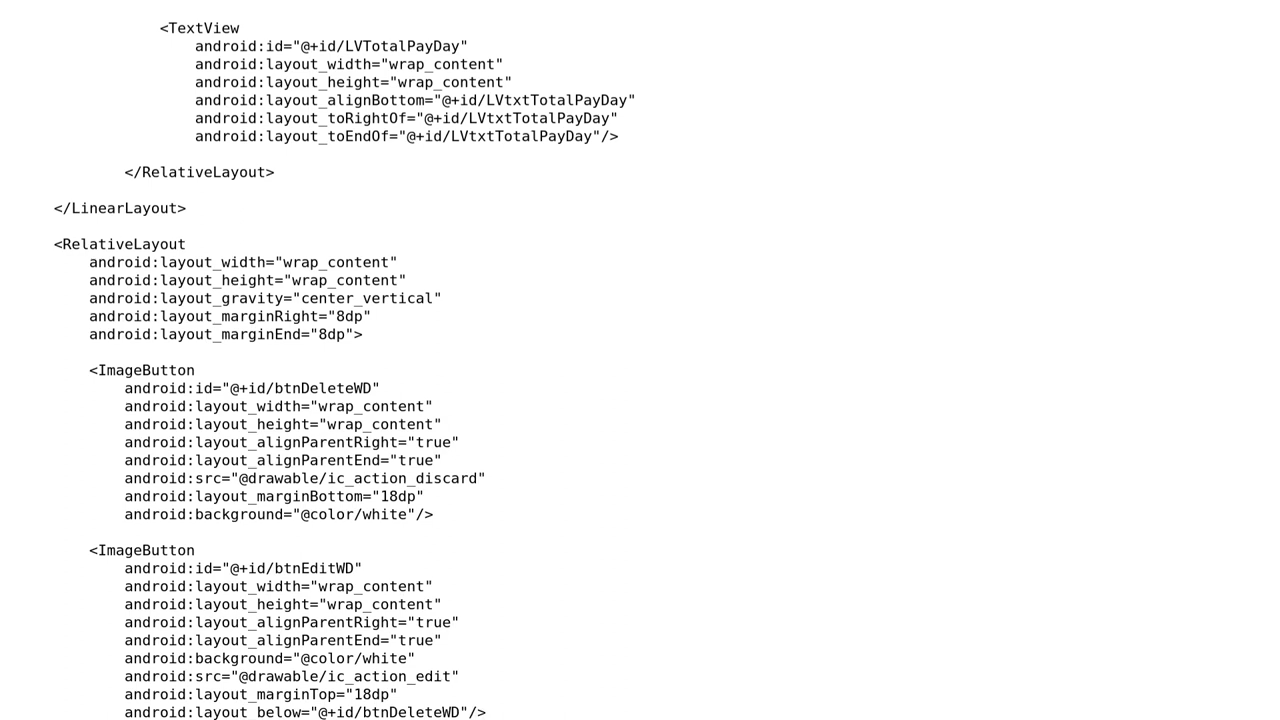 <TextView
android:id="@+id/LVTotalPayDay"
android:layout_width="wrap_content"
android:layout_height="wrap_content"
android:layout_alignBottom="@+id/LVtxtTotalPayDay"
android:layout_toRightOf="@+id/LVtxtTotalPayDay"
android:layout_toEndOf="@+id/LVtxtTotalPayDay"/>
</RelativeLayout>
</LinearLayout>
<RelativeLayout
android:layout_width="wrap_content"
android:layout_height="wrap_content"
android:layout_gravity="center_vertical"
android:layout_marginRight="8dp"
android:layout_marginEnd="8dp">
<ImageButton
android:id="@+id/btnDeleteWD"
android:layout_width="wrap_content"
android:layout_height="wrap_content"
android:layout_alignParentRight="true"
android:layout_alignParentEnd="true"
android:src="@drawable/ic_action_discard"
android:layout_marginBottom="18dp"
android:background="@color/white"/>
<ImageButton
android:id="@+id/btnEditWD"
android:layout_width="wrap_content"
android:layout_height="wrap_content"
android:layout_alignParentRight="true"
android:layout_alignParentEnd="true"
android:background="@color/white"
android:src="@drawable/ic_action_edit"
android:layout_marginTop="18dp"
android:layout_below="@+id/btnDeleteWD"/>